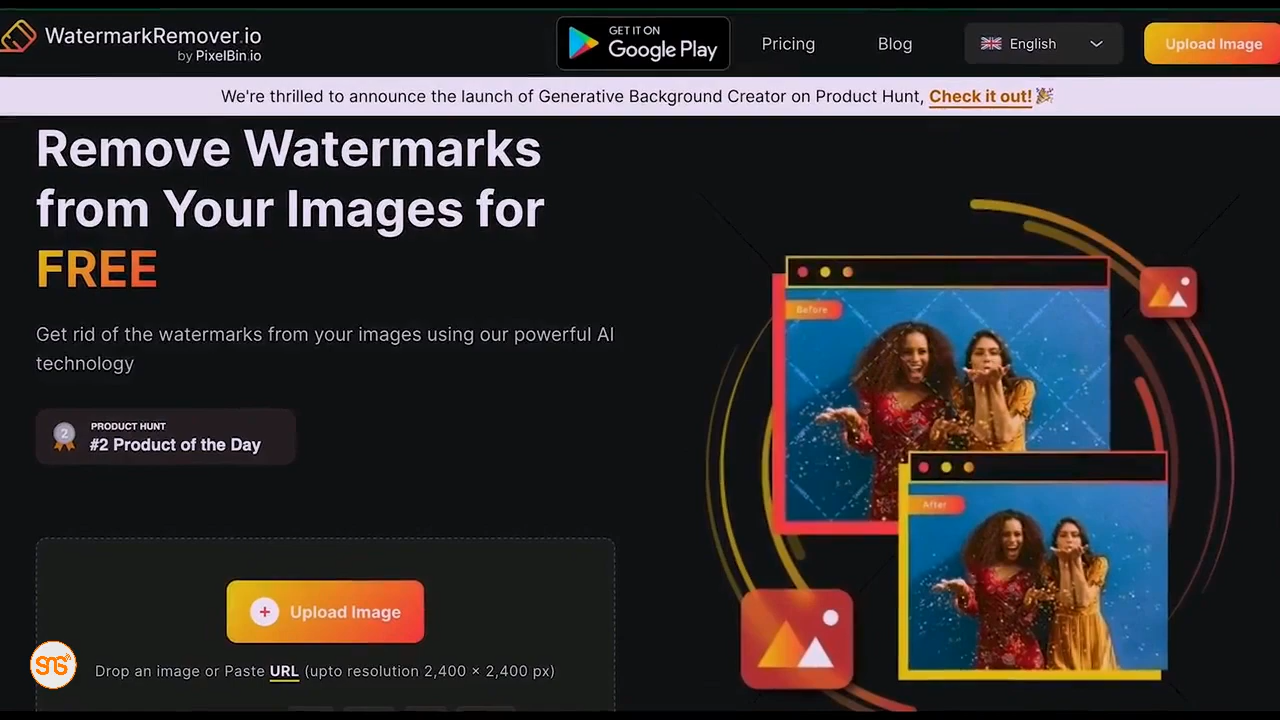 WatermarkRemover.io
by PixelBin.io
GET IT ON
Google Play
Pricing
Blog
English
Upload Image
We're thrilled to announce the launch of Generative Background Creator on Product Hunt, Check it out!
Remove Watermarks
from Your Images for
FREE
Get rid of the watermarks from your images using our powerful AI
technology
2
PRODUCT HUNT
#2 Product of the Day
Before
After
Upload Image
Drop an image or Paste URL (upto resolution 2,400 × 2,400 px)
SNS